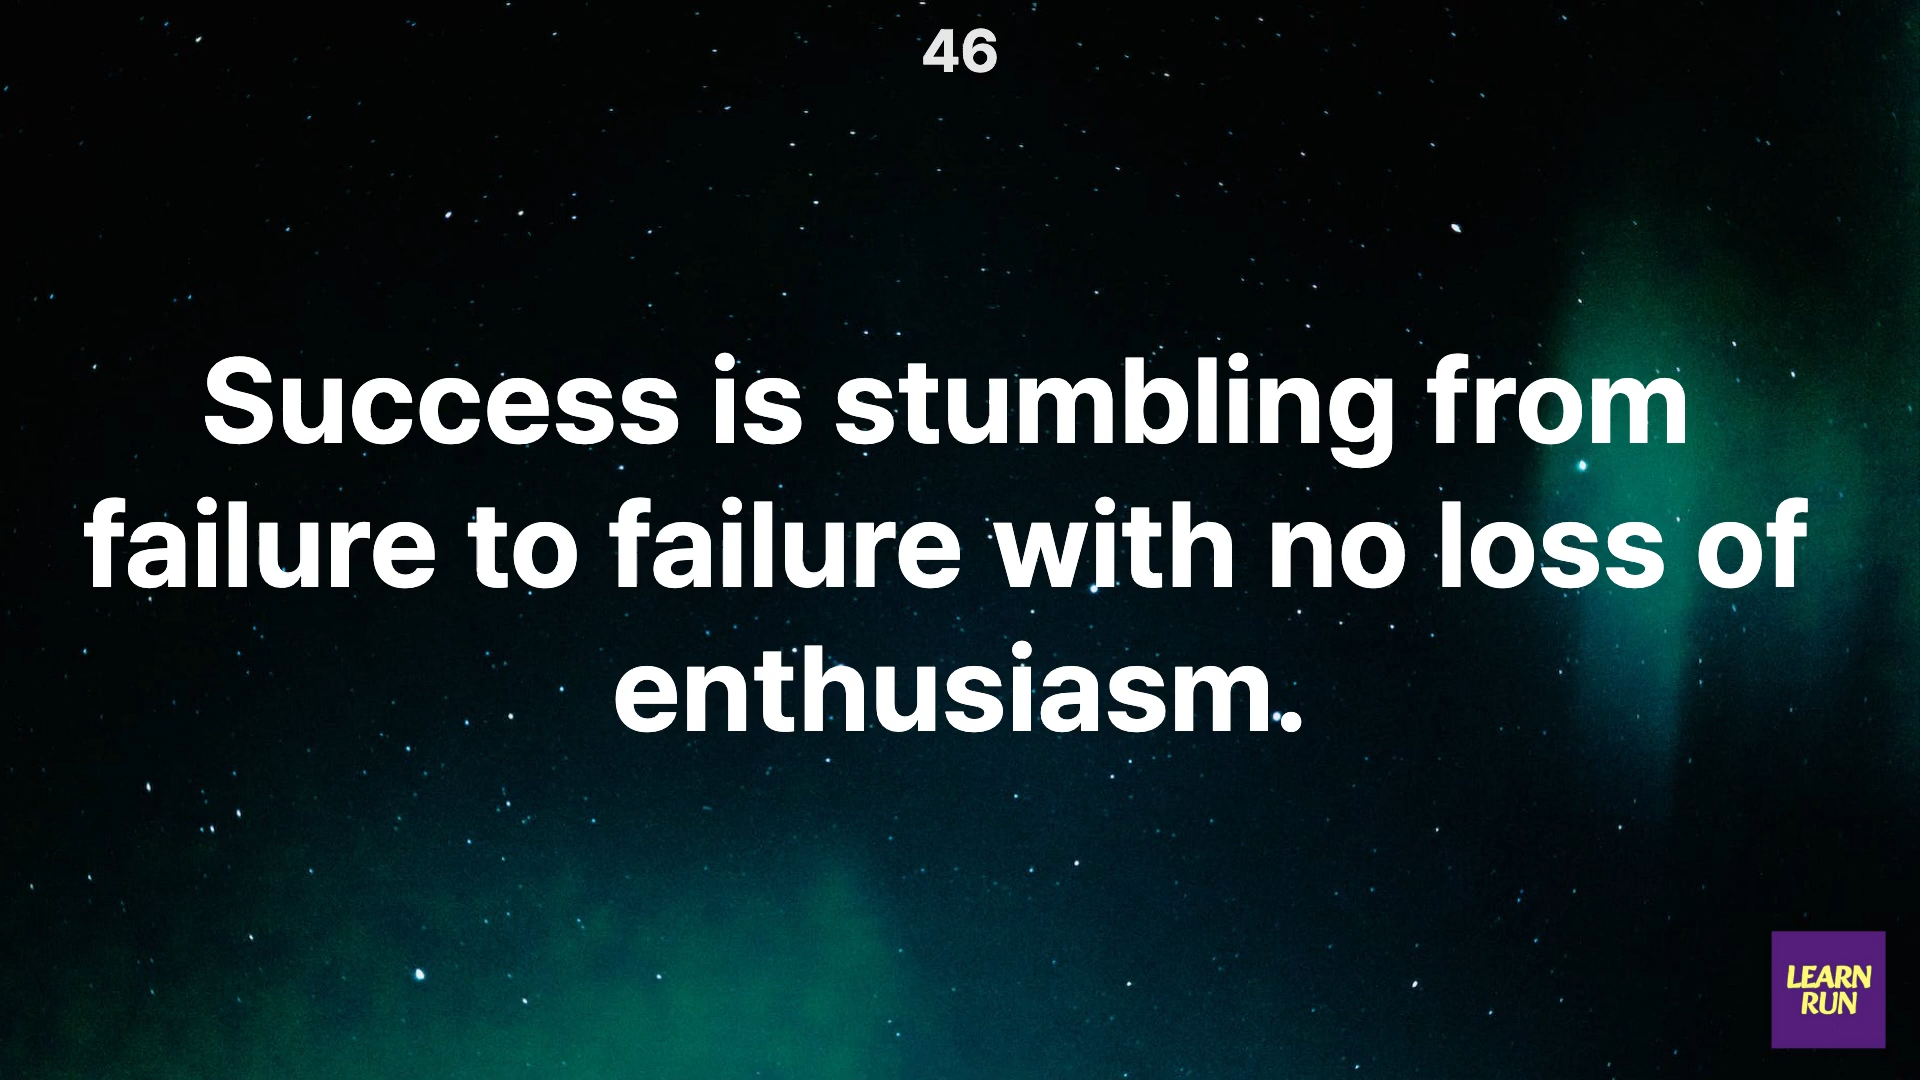 46
Success is stumbling from
failure to failure with no loss of
enthusiasm.
LEARN
RUN